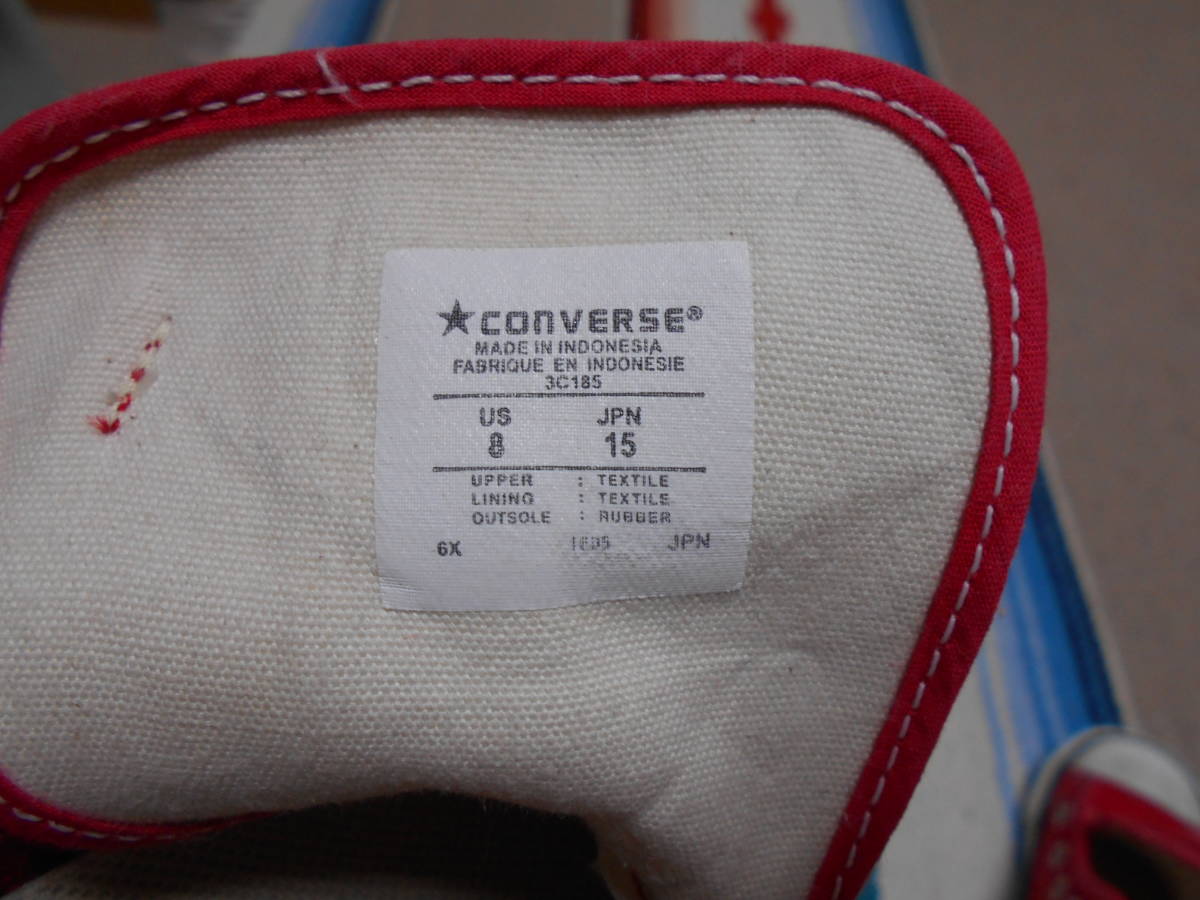 ★CONVERSE®
MADE IN INDONESIA
FABRIQUE EN INDONESIE
3C185
US JPN
8 15
UPPER : TEXTILE
LINING : TEXTILE
OUTSOLE : RUBBER
6X JPN